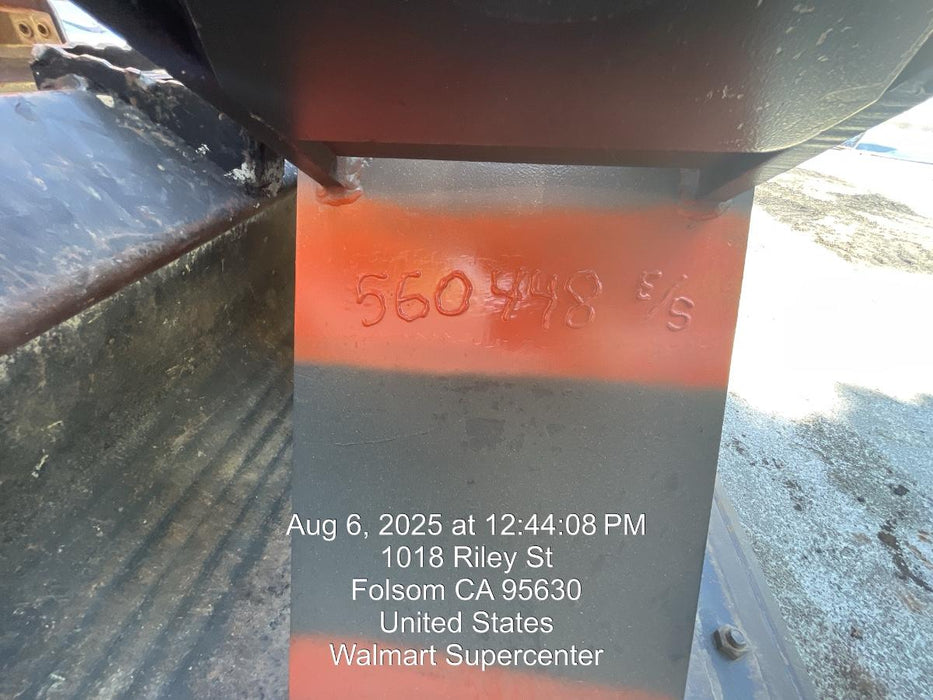 560448 E/S
Aug 6, 2025 at 12:44:08 PM
1018 Riley St
Folsom CA 95630
United States
Walmart Supercenter